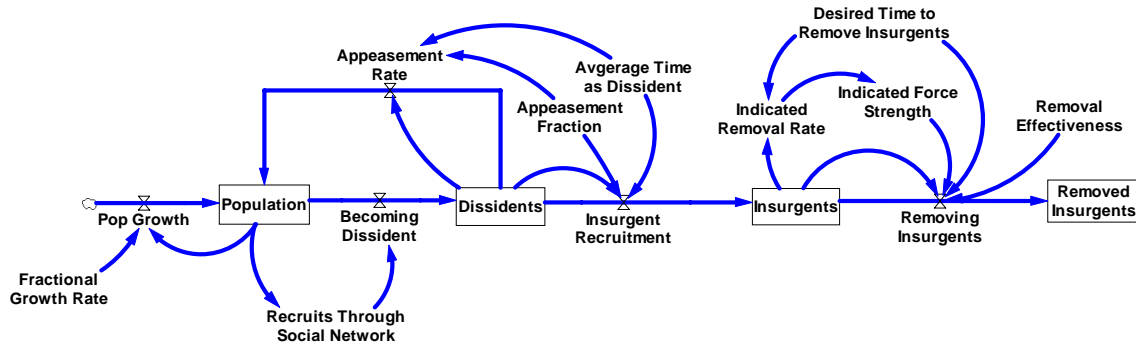 Desired Time to
Remove Insurgents
Appeasement
Rate
Avgerage Time
as Dissident
Appeasement
Fraction
Indicated
Removal Rate
Indicated Force
Strength
Removal
Effectiveness
Pop Growth
Population
Becoming
Dissident
Dissidents
Insurgent
Recruitment
Insurgents
Removing
Insurgents
Removed
Insurgents
Fractional
Growth Rate
Recruits Through
Social Network